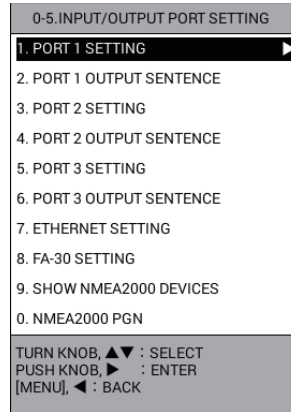 0-5.INPUT/OUTPUT PORT SETTING
1. PORT 1 SETTING ▶
2. PORT 1 OUTPUT SENTENCE
3. PORT 2 SETTING
4. PORT 2 OUTPUT SENTENCE
5. PORT 3 SETTING
6. PORT 3 OUTPUT SENTENCE
7. ETHERNET SETTING
8. FA-30 SETTING
9. SHOW NMEA2000 DEVICES
0. NMEA2000 PGN
TURN KNOB, ▲▼ : SELECT
PUSH KNOB, ▶ : ENTER
[MENU], ◀ : BACK